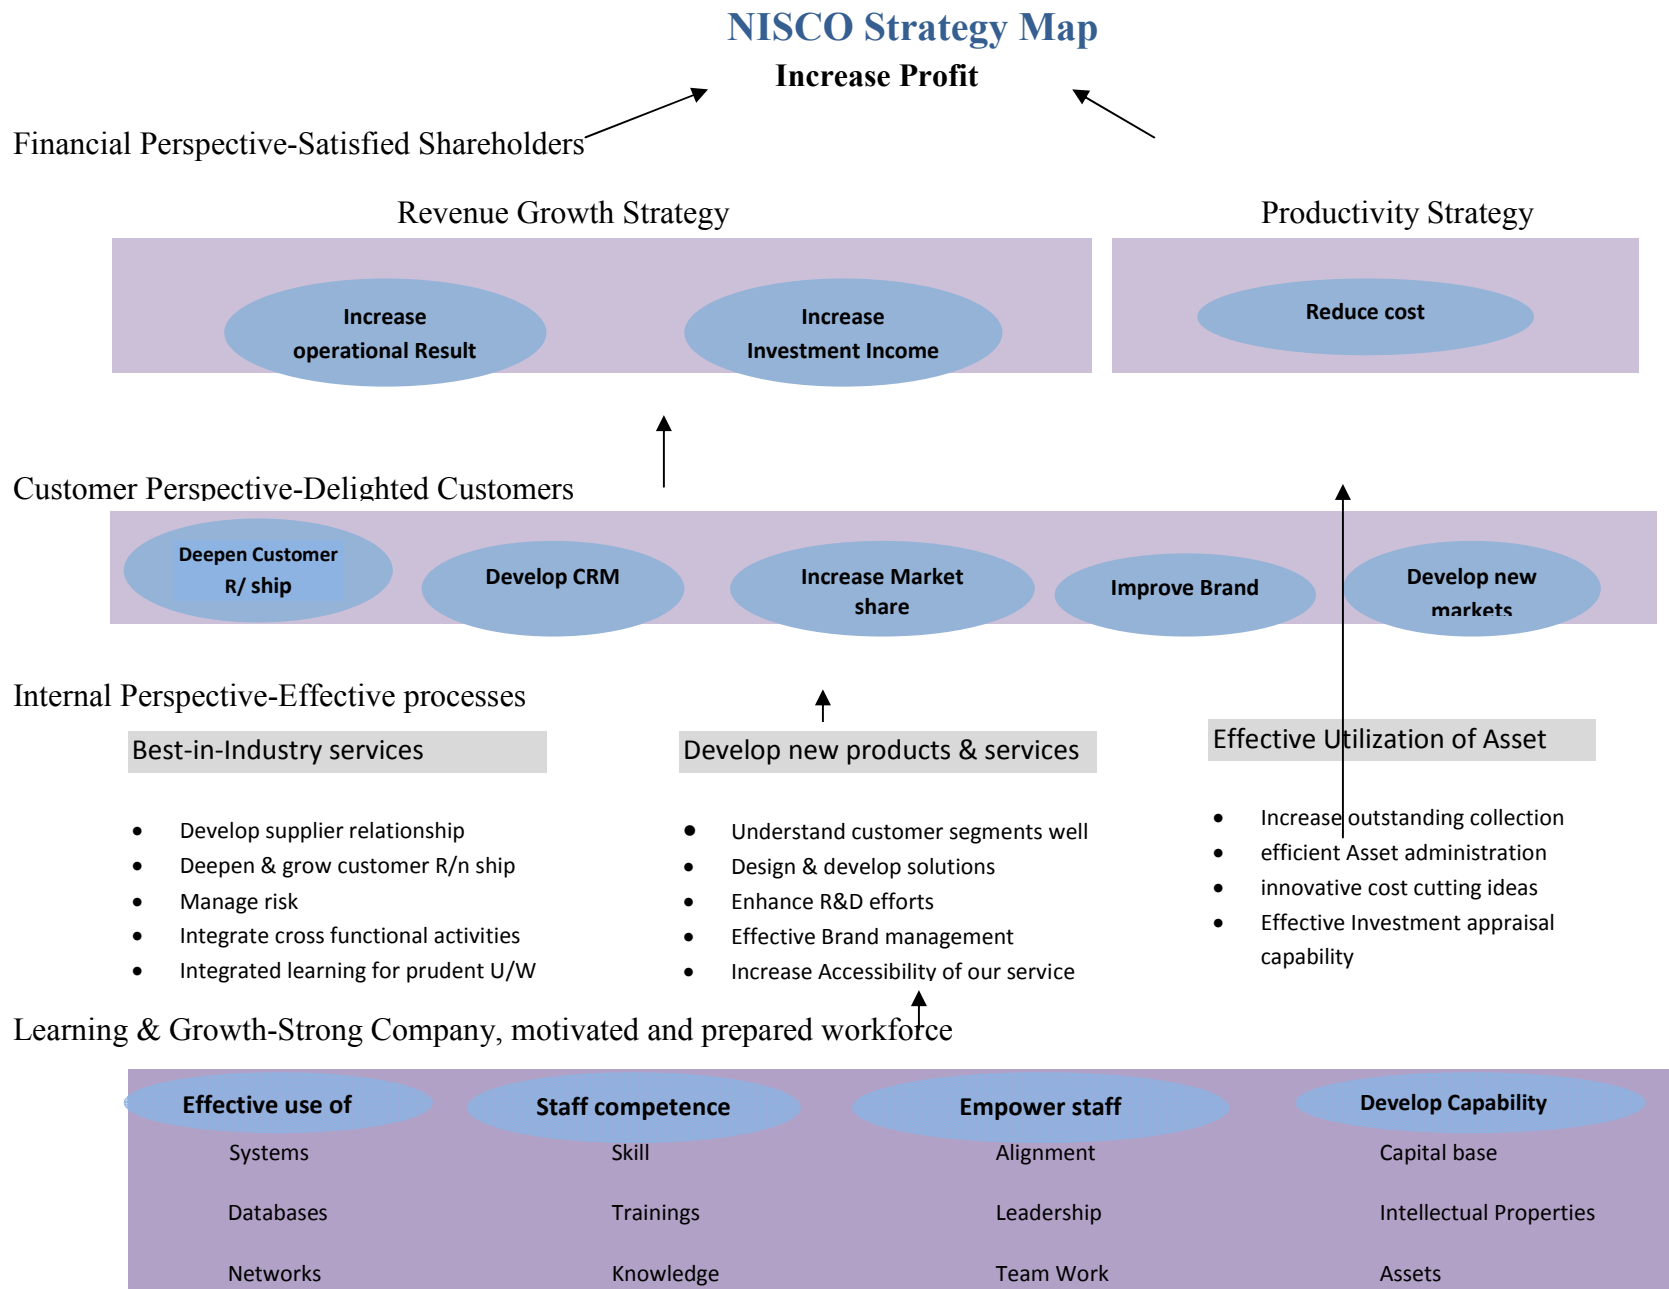 NISCO Strategy Map
Increase Profit
Financial Perspective-Satisfied Shareholders
Revenue Growth Strategy
Productivity Strategy
Increase
operational Result
Increase
Investment Income
Reduce cost
Customer Perspective-Delighted Customers
Deepen Customer
R/ ship
Develop CRM
Increase Market
share
Improve Brand
Develop new
markets
Internal Perspective-Effective processes
Best-in-Industry services
• Develop supplier relationship
• Deepen & grow customer R/n ship
• Manage risk
• Integrate cross functional activities
• Integrated learning for prudent U/W
Develop new products & services
• Understand customer segments well
• Design & develop solutions
• Enhance R&D efforts
• Effective Brand management
• Increase Accessibility of our service
Effective Utilization of Asset
• Increase outstanding collection
• efficient Asset administration
• innovative cost cutting ideas
• Effective Investment appraisal
capability
Learning & Growth-Strong Company, motivated and prepared workforce
Effective use of
Systems
Databases
Networks
Staff competence
Skill
Trainings
Knowledge
Empower staff
Alignment
Leadership
Team Work
Develop Capability
Capital base
Intellectual Properties
Assets